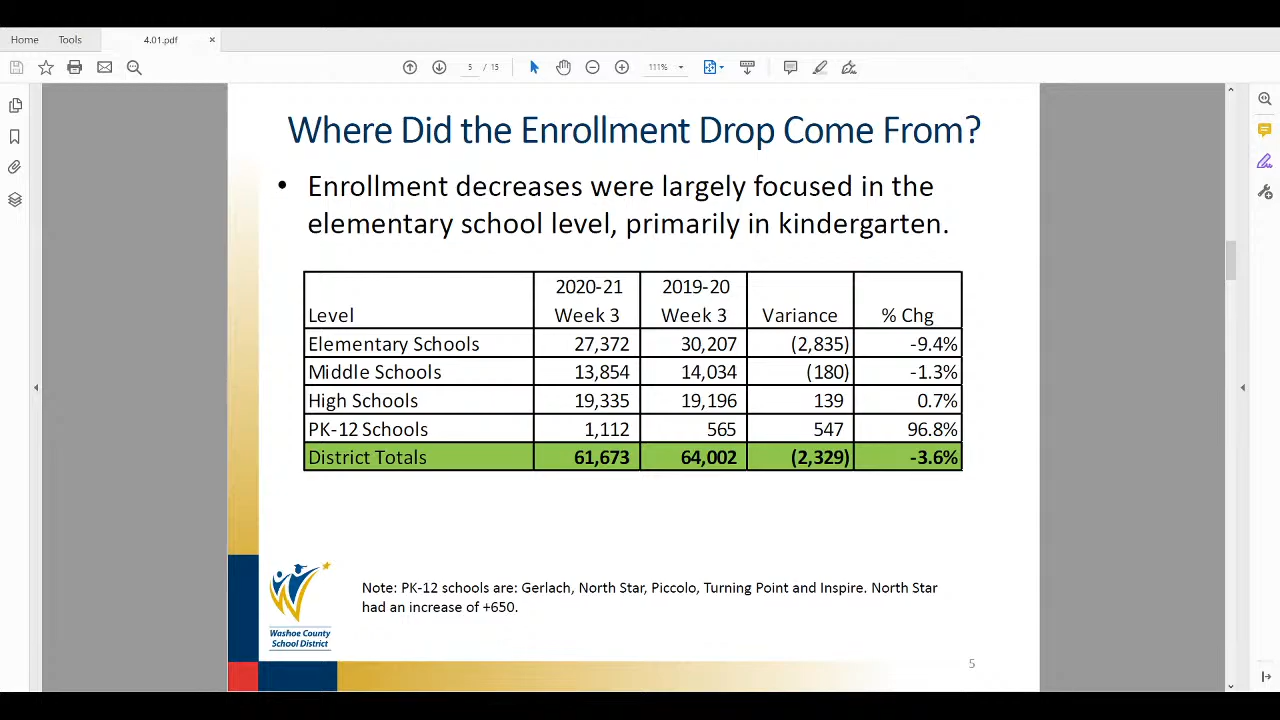 Home Tools 4.01.pdf ×
5 / 15 111%
Where Did the Enrollment Drop Come From?
• Enrollment decreases were largely focused in the
elementary school level, primarily in kindergarten.
2020-21 2019-20
Level Week 3 Week 3 Variance % Chg
Elementary Schools 27,372 30,207 (2,835) -9.4%
Middle Schools 13,854 14,034 (180) -1.3%
High Schools 19,335 19,196 139 0.7%
PK-12 Schools 1,112 565 547 96.8%
District Totals 61,673 64,002 (2,329) -3.6%
Note: PK-12 schools are: Gerlach, North Star, Piccolo, Turning Point and Inspire. North Star
had an increase of +650.
Washoe County
School District
5